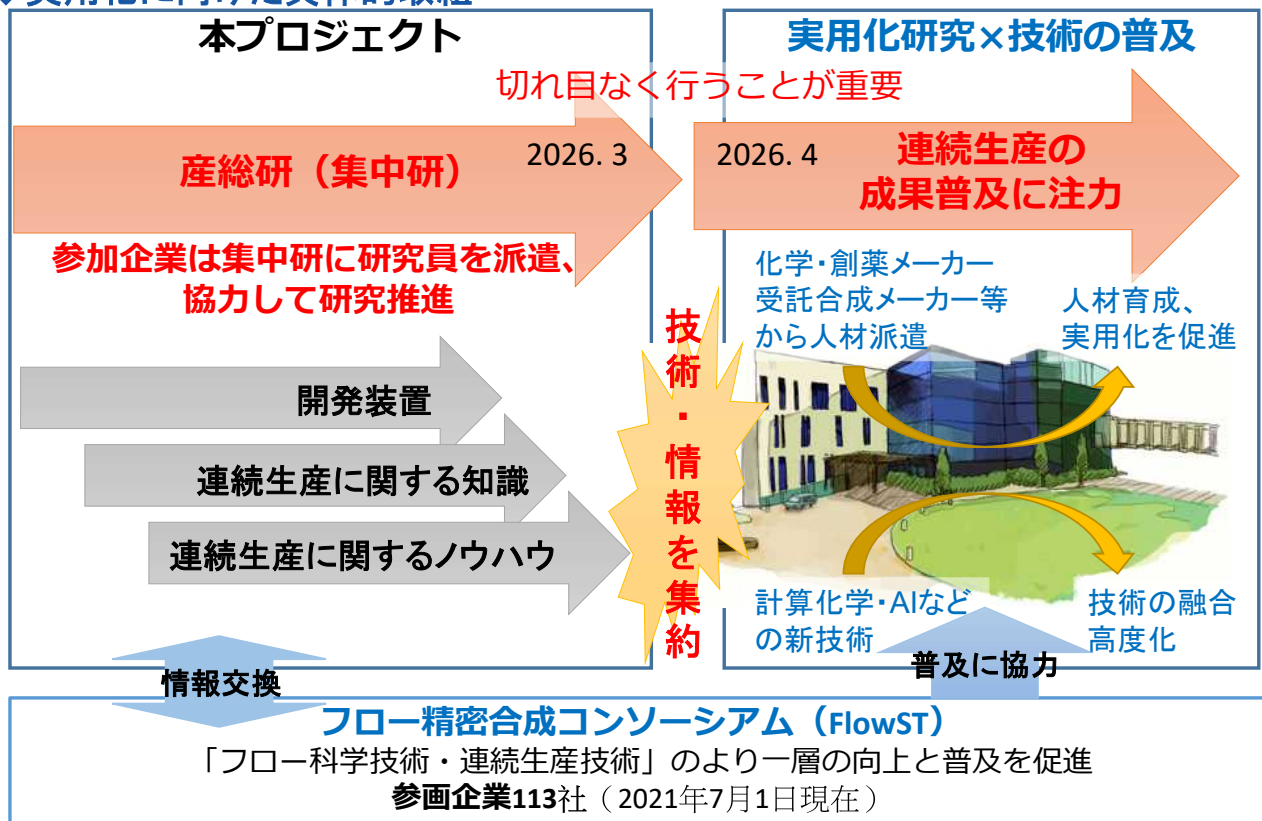 ◆実用化に向けた具体的取組
本プロジェクト
実用化研究×技術の普及
切れ目なく行うことが重要
産総研（集中研）
2026. 3
2026. 4
連続生産の
成果普及に注力
参加企業は集中研に研究員を派遣、
協力して研究推進
開発装置
連続生産に関する知識
連続生産に関するノウハウ
技術・情報を集約
化学・創薬メーカー
受託合成メーカー等
から人材派遣
人材育成、
実用化を促進
計算化学・AIなど
の新技術
技術の融合
高度化
情報交換
普及に協力
フロー精密合成コンソーシアム（FlowST）
「フロー科学技術・連続生産技術」のより一層の向上と普及を促進
参画企業113社（2021年7月1日現在）